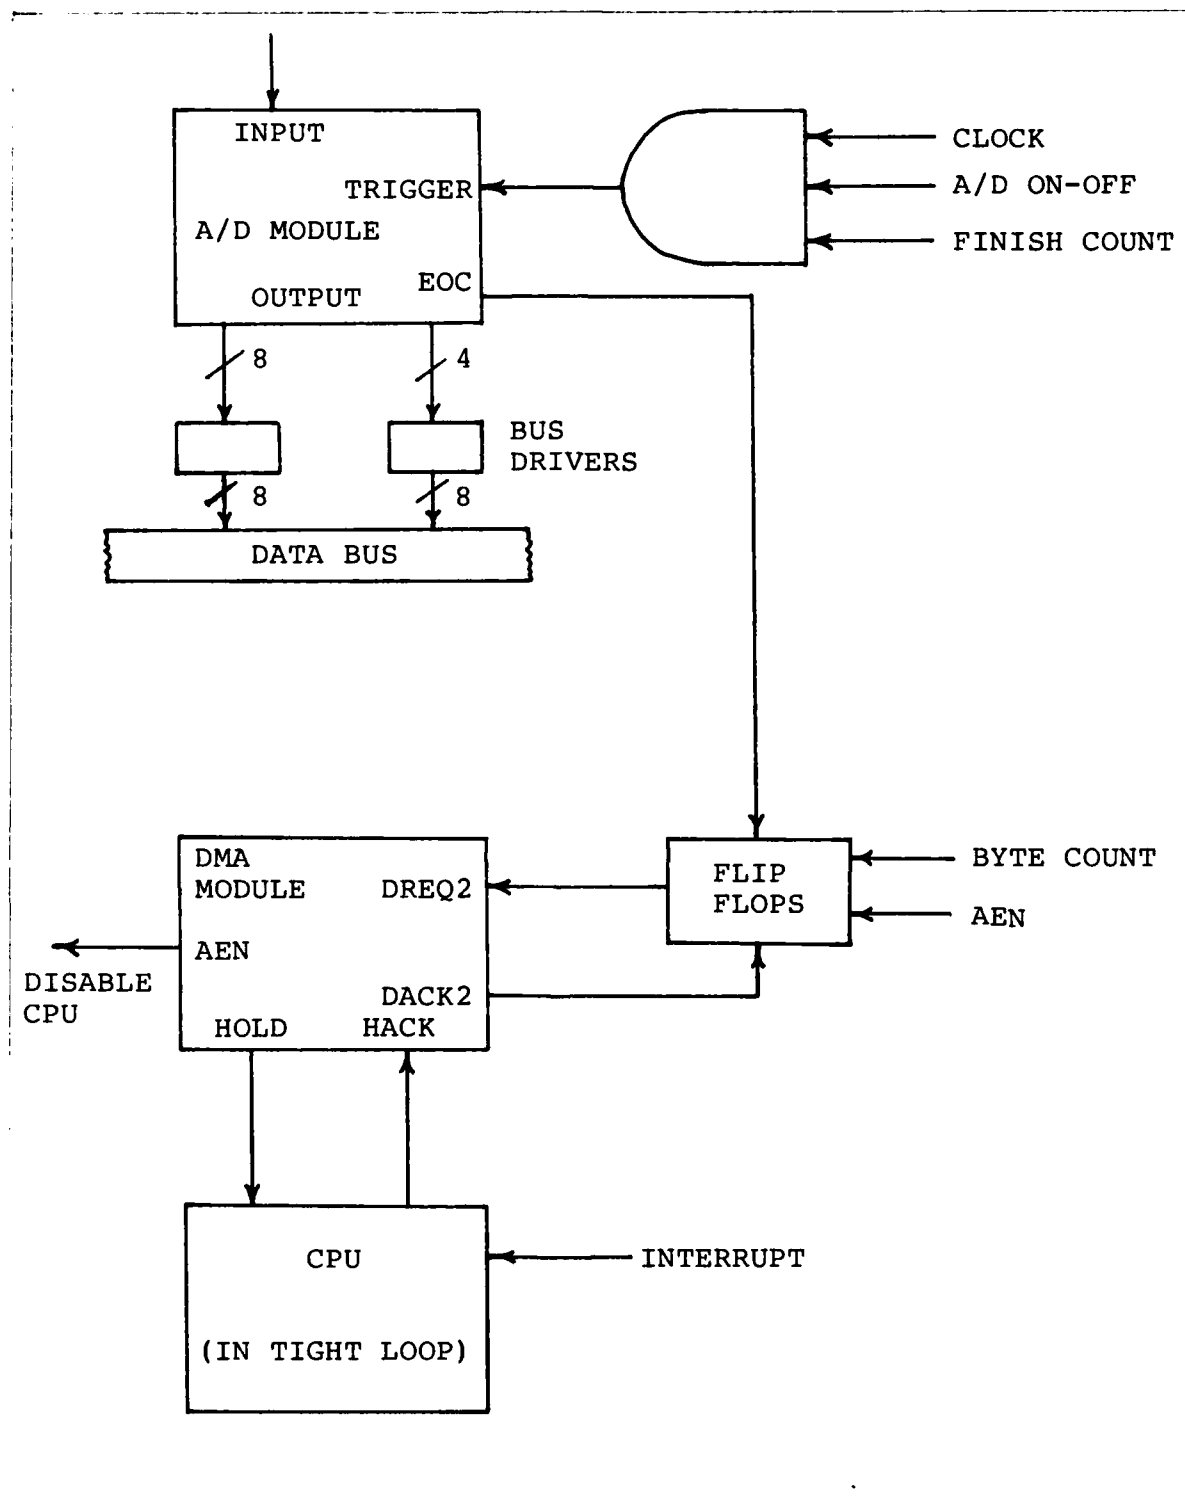 INPUT
CLOCK
TRIGGER
A/D ON-OFF
A/D MODULE
FINISH COUNT
EOC
OUTPUT
8
4
BUS
DRIVERS
8
8
DATA BUS
DMA
MODULE
DREQ2
FLIP
FLOPS
BYTE COUNT
AEN
AEN
DISABLE
CPU
DACK2
HOLD
HACK
CPU
INTERRUPT
(IN TIGHT LOOP)